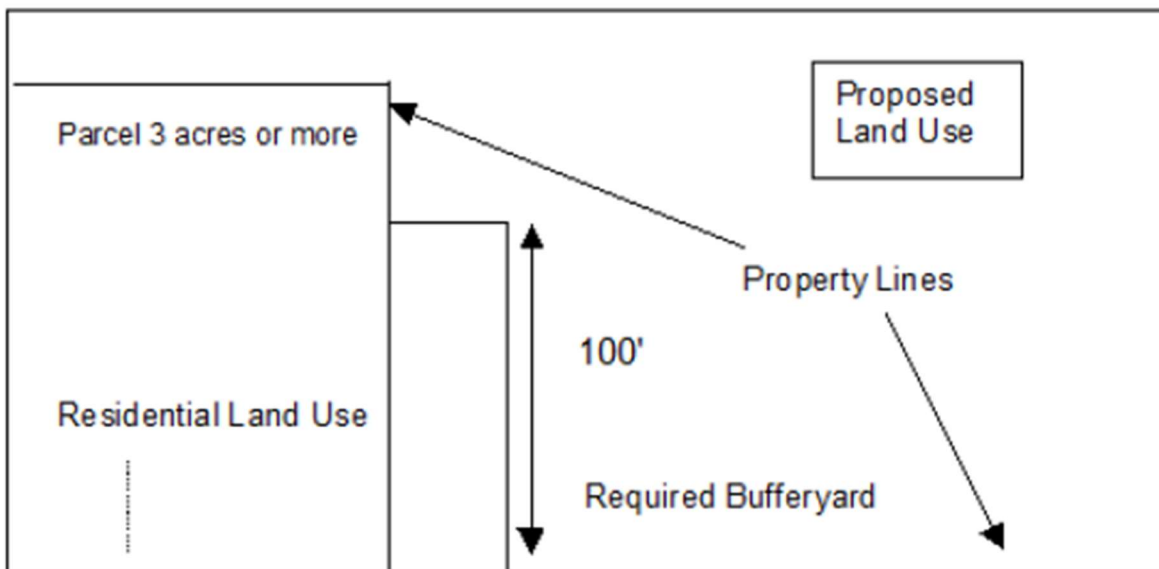 Proposed
Land Use
Parcel 3 acres or more
Property Lines
100'
Residential Land Use
Required Bufferyard